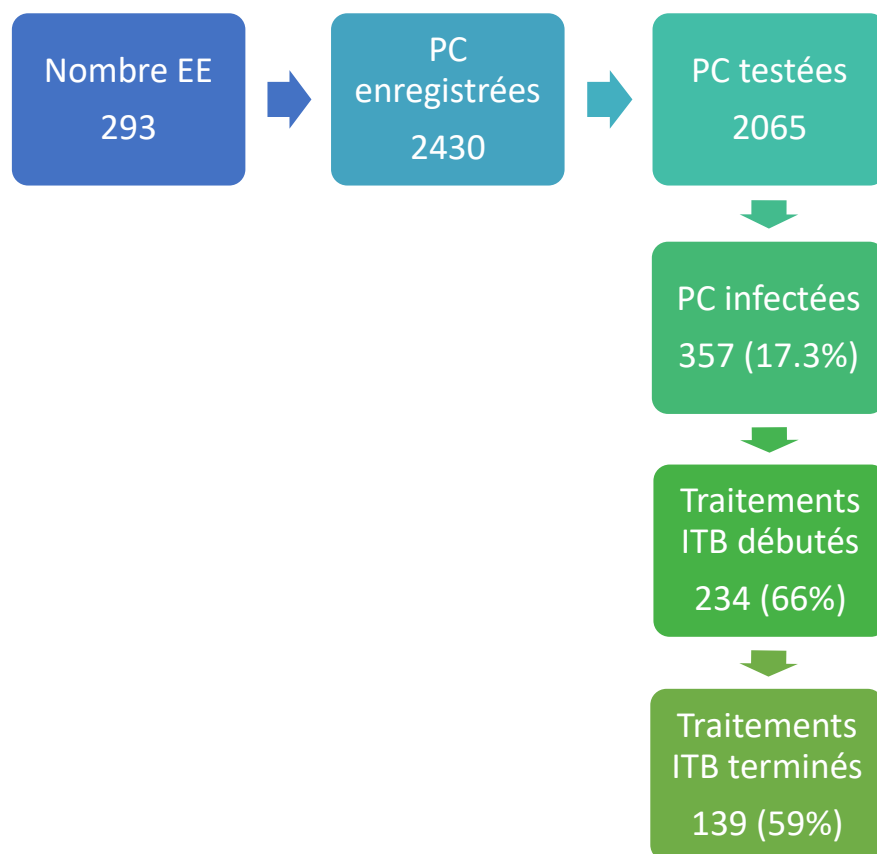 Nombre EE
293
PC
enregistrées
2430
PC testées
2065
PC infectées
357 (17.3%)
Traitements
ITB débutés
234 (66%)
Traitements
ITB terminés
139 (59%)